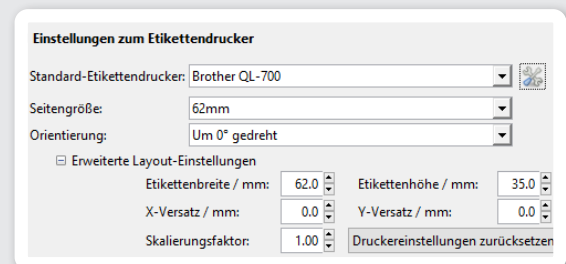 Einstellungen zum Etikettendrucker
Standard-Etikettendrucker: Brother QL-700
Seitengröße: 62mm
Orientierung: Um 0° gedreht
Erweiterte Layout-Einstellungen
Etikettenbreite / mm: 62.0 Etikettenhöhe / mm: 35.0
X-Versatz / mm: 0.0 Y-Versatz / mm: 0.0
Skalierungsfaktor: 1.00 Druckereinstellungen zurücksetzen